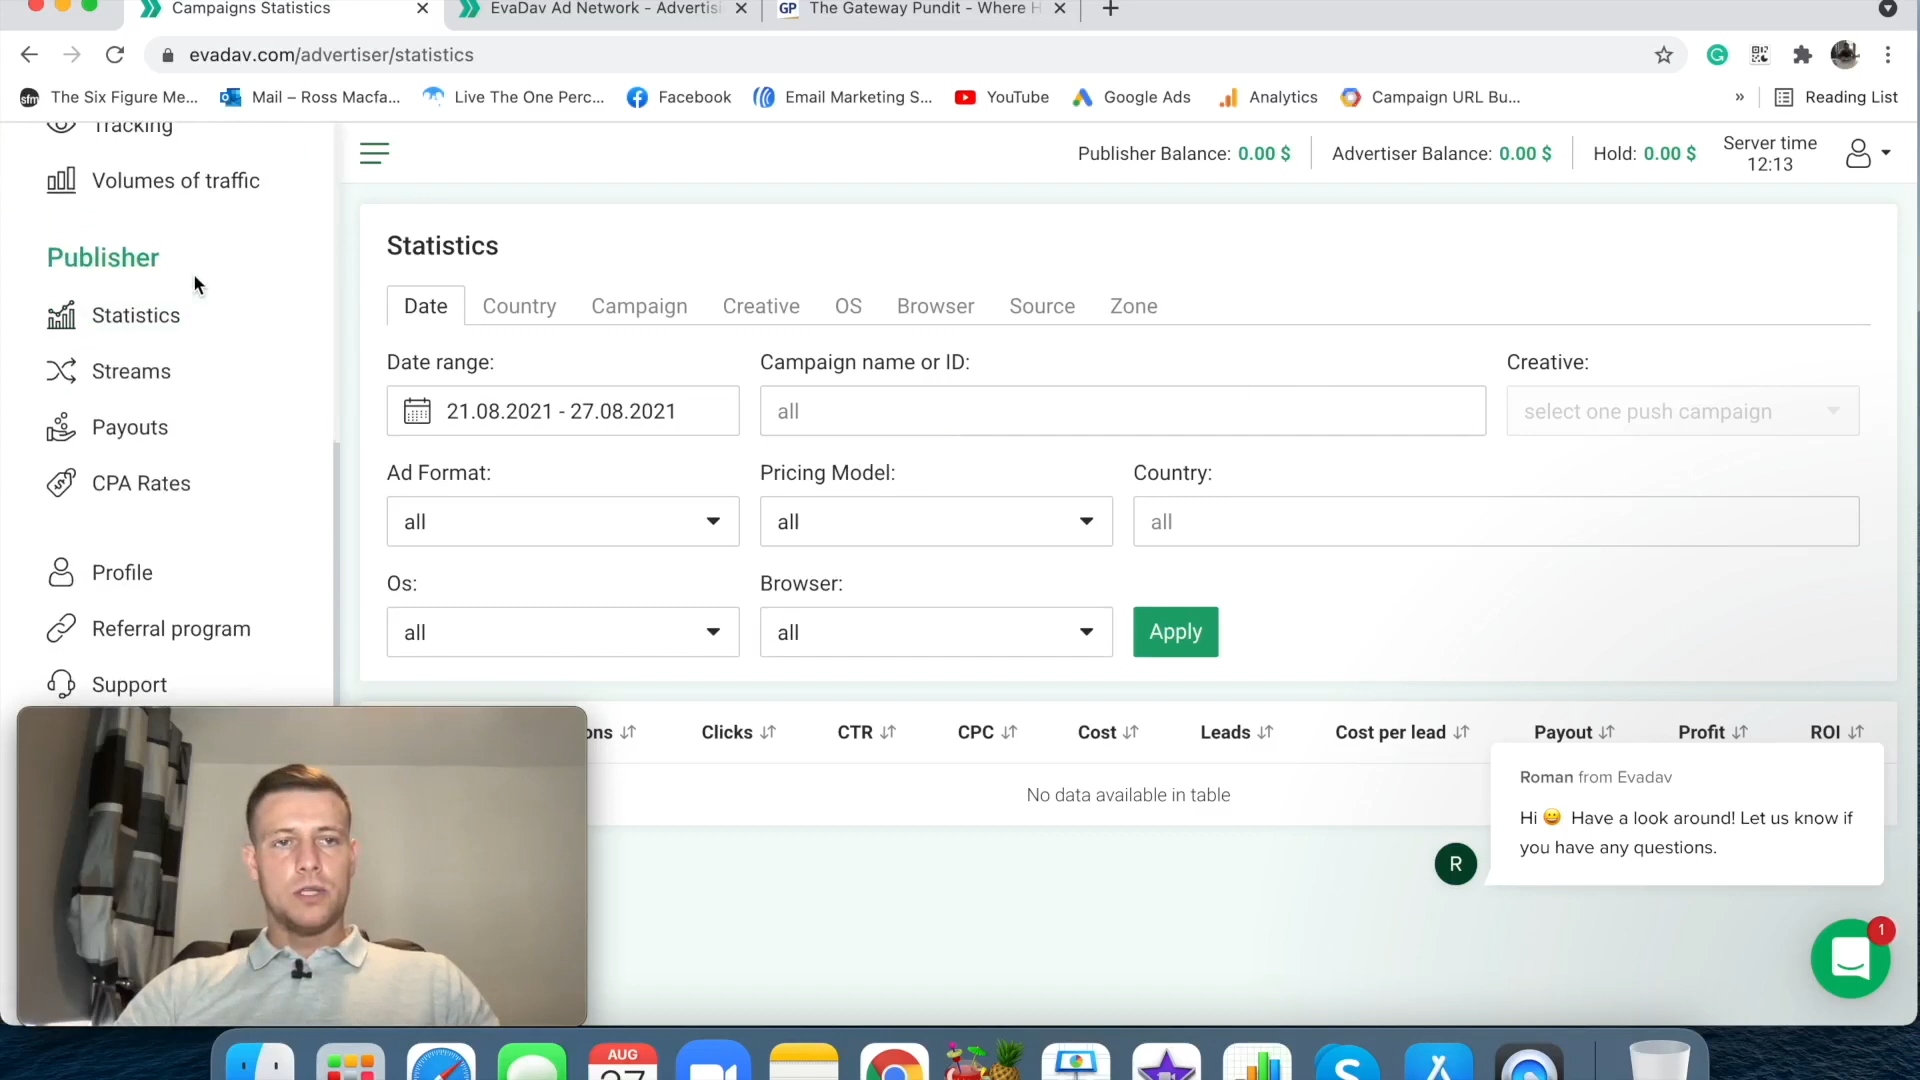 Campaigns Statistics
EvaDav Ad Network - Advertisi
GP The Gateway Pundit - Where H
evadav.com/advertiser/statistics
sfm The Six Figure Me... Mail – Ross Macfa... Live The One Perc... Facebook Email Marketing S... YouTube Google Ads Analytics Campaign URL Bu... » Reading List
Tracking
Volumes of traffic
Publisher
Statistics
Streams
Payouts
CPA Rates
Profile
Referral program
Support
Publisher Balance: 0.00 $ Advertiser Balance: 0.00 $ Hold: 0.00 $ Server time
12:13
Statistics
Date Country Campaign Creative OS Browser Source Zone
Date range: Campaign name or ID: Creative:
21.08.2021 - 27.08.2021 all select one push campaign
Ad Format: Pricing Model: Country:
all all all
Os: Browser:
all all Apply
ons Clicks CTR CPC Cost Leads Cost per lead Payout Profit ROI
No data available in table
Roman from Evadav
Hi Have a look around! Let us know if
you have any questions.
R
1
AUG
27